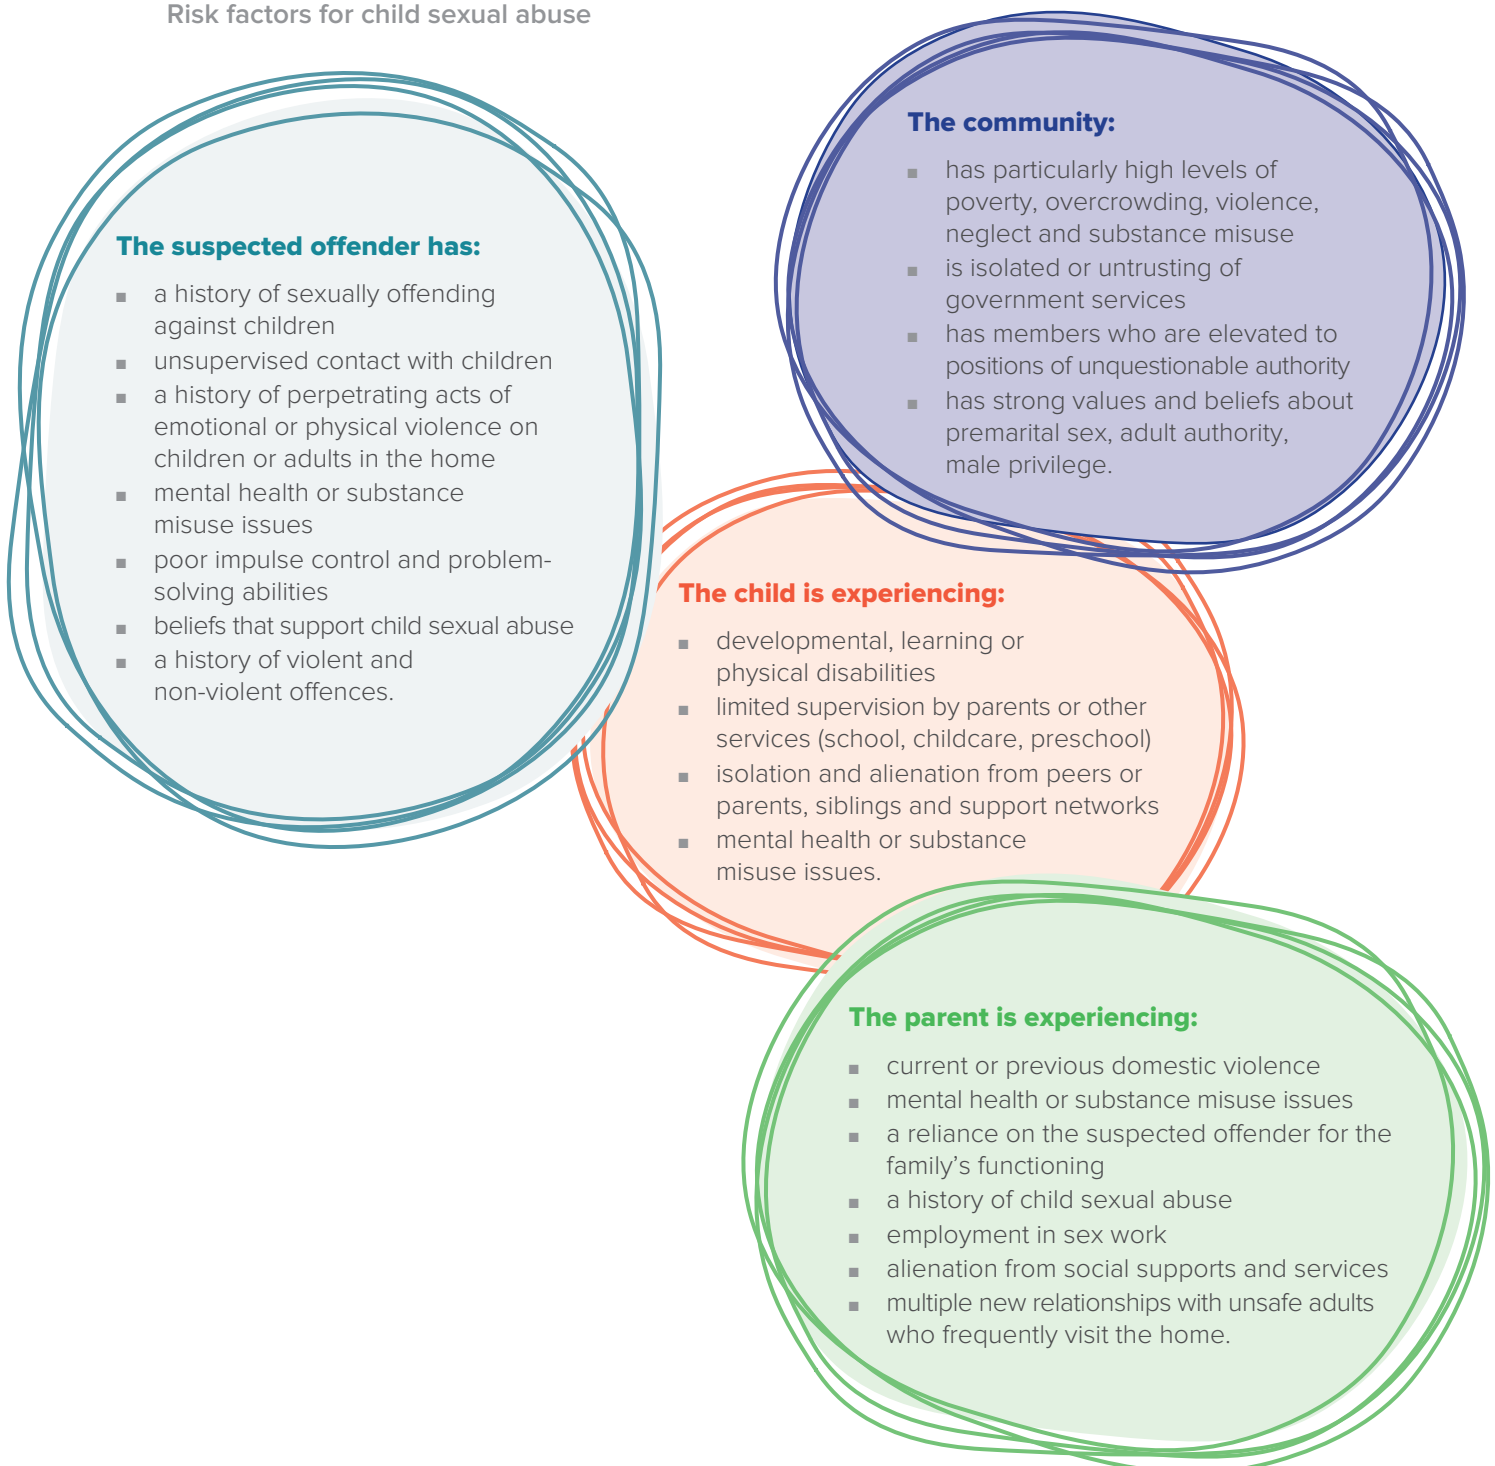 Risk factors for child sexual abuse
The suspected offender has:
▪ a history of sexually offending
against children
▪ unsupervised contact with children
▪ a history of perpetrating acts of
emotional or physical violence on
children or adults in the home
▪ mental health or substance
misuse issues
▪ poor impulse control and problem-
solving abilities
▪ beliefs that support child sexual abuse
▪ a history of violent and
non-violent offences.
The community:
▪ has particularly high levels of
poverty, overcrowding, violence,
neglect and substance misuse
▪ is isolated or untrusting of
government services
▪ has members who are elevated to
positions of unquestionable authority
▪ has strong values and beliefs about
premarital sex, adult authority,
male privilege.
The child is experiencing:
▪ developmental, learning or
physical disabilities
▪ limited supervision by parents or other
services (school, childcare, preschool)
▪ isolation and alienation from peers or
parents, siblings and support networks
▪ mental health or substance
misuse issues.
The parent is experiencing:
▪ current or previous domestic violence
▪ mental health or substance misuse issues
▪ a reliance on the suspected offender for the
family’s functioning
▪ a history of child sexual abuse
▪ employment in sex work
▪ alienation from social supports and services
▪ multiple new relationships with unsafe adults
who frequently visit the home.